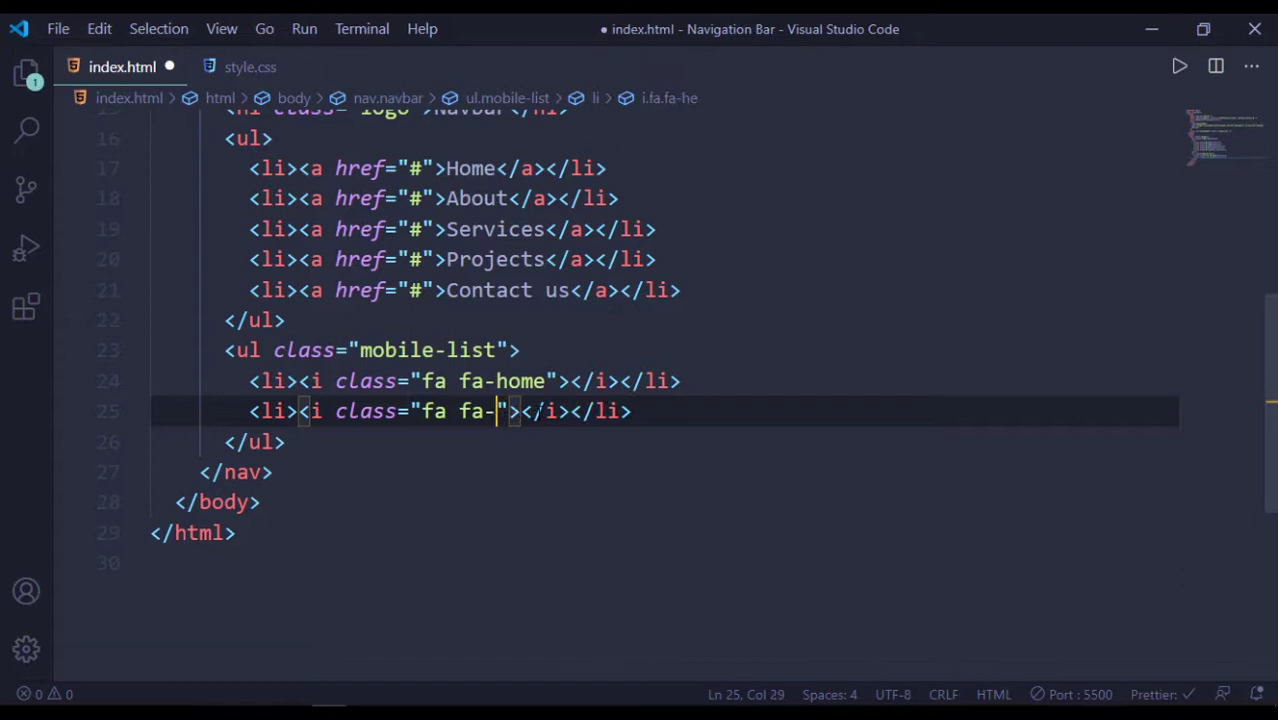 File Edit Selection View Go Run Terminal Help ● index.html - Navigation Bar - Visual Studio Code
index.html ● style.css
index.html > html > body > nav.navbar > ul.mobile-list > li > i.fa.fa-he
1
16 <ul>
17 <li><a href="#">Home</a></li>
18 <li><a href="#">About</a></li>
19 <li><a href="#">Services</a></li>
20 <li><a href="#">Projects</a></li>
21 <li><a href="#">Contact us</a></li>
22 </ul>
23 <ul class="mobile-list">
24 <li><i class="fa fa-home"></i></li>
25 <li><i class="fa fa-"></i></li>
26 </ul>
27 </nav>
28 </body>
29 </html>
30
0 0 Ln 25, Col 29 Spaces: 4 UTF-8 CRLF HTML Port : 5500 Prettier: ✓